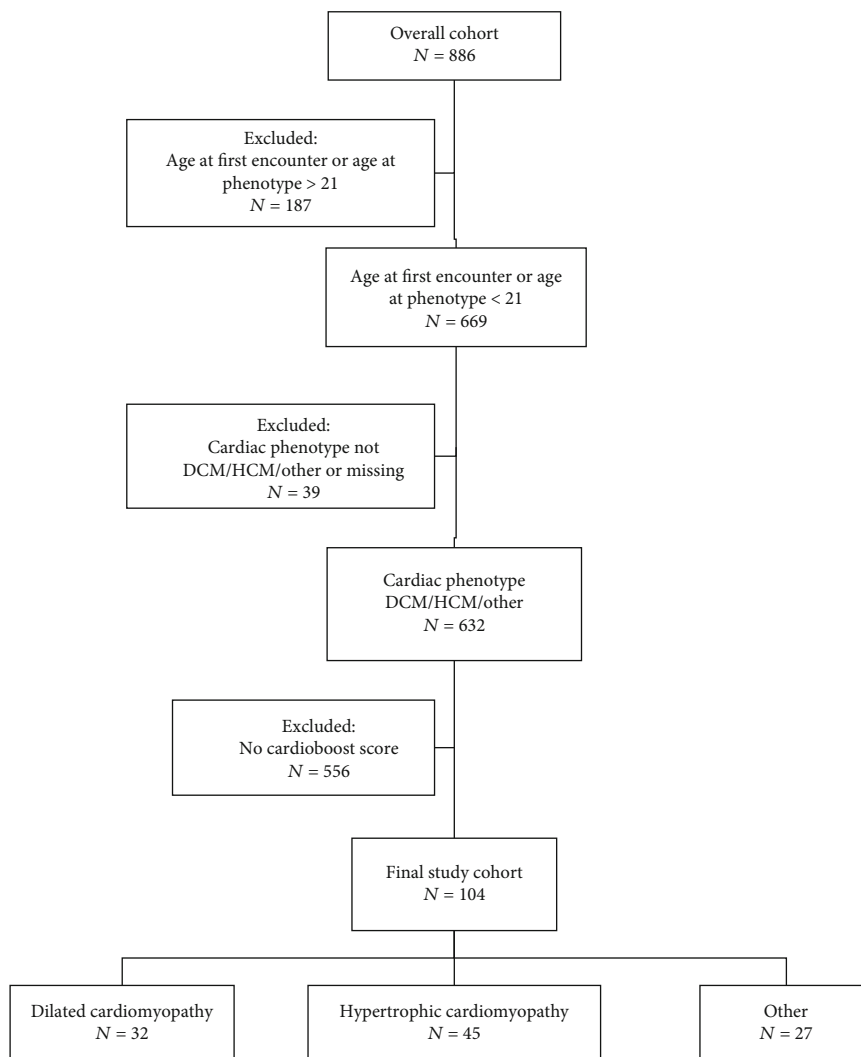 Overall cohort
N = 886
Excluded:
Age at first encounter or age at
phenotype > 21
N = 187
Age at first encounter or age
at phenotype < 21
N = 669
Excluded:
Cardiac phenotype not
DCM/HCM/other or missing
N = 39
Cardiac phenotype
DCM/HCM/other
N = 632
Excluded:
No cardioboost score
N = 556
Final study cohort
N = 104
Dilated cardiomyopathy
N = 32
Hypertrophic cardiomyopathy
N = 45
Other
N = 27